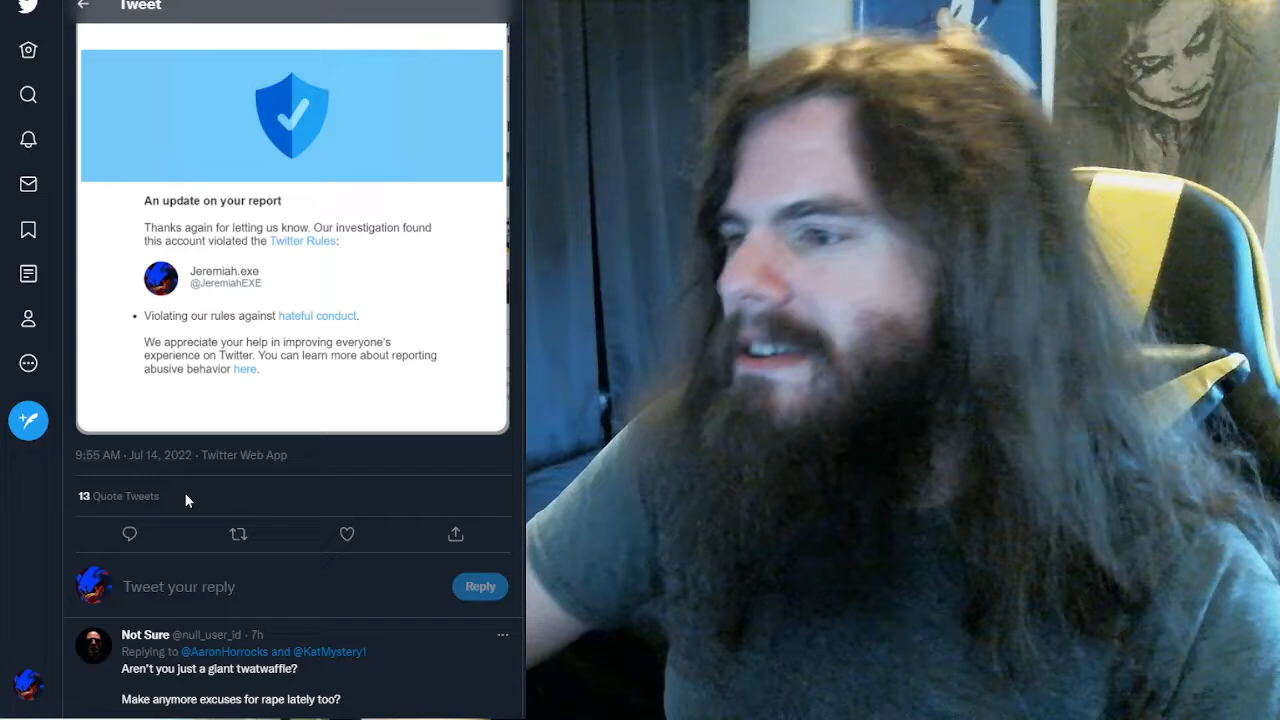 Tweet
An update on your report
Thanks again for letting us know. Our investigation found
this account violated the Twitter Rules:
Jeremiah.exe
@JeremiahEXE
• Violating our rules against hateful conduct.
We appreciate your help in improving everyone's
experience on Twitter. You can learn more about reporting
abusive behavior here.
9:55 AM · Jul 14, 2022 · Twitter Web App
13 Quote Tweets
Tweet your reply
Reply
Not Sure @null_user_id · 7h
Replying to @AaronHorrocks and @KatMystery1
Aren't you just a giant twatwaffle?
Make anymore excuses for rape lately too?